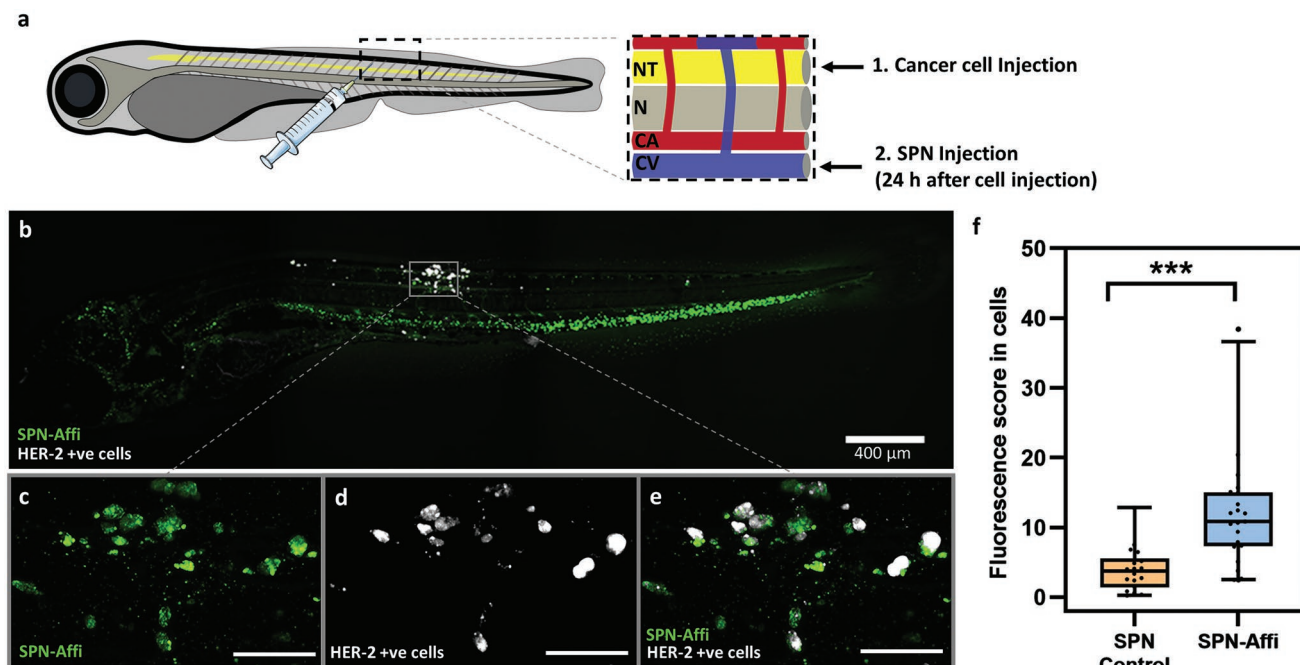 a
NT
N
CA
CV
1. Cancer cell Injection
2. SPN Injection
(24 h after cell injection)
b
SPN-Affi
HER-2 +ve cells
400 µm
c
SPN-Affi
d
HER-2 +ve cells
e
SPN-Affi
HER-2 +ve cells
f
Fluorescence score in cells
50
40
30
20
10
0
***
SPN
Control
SPN-Affi